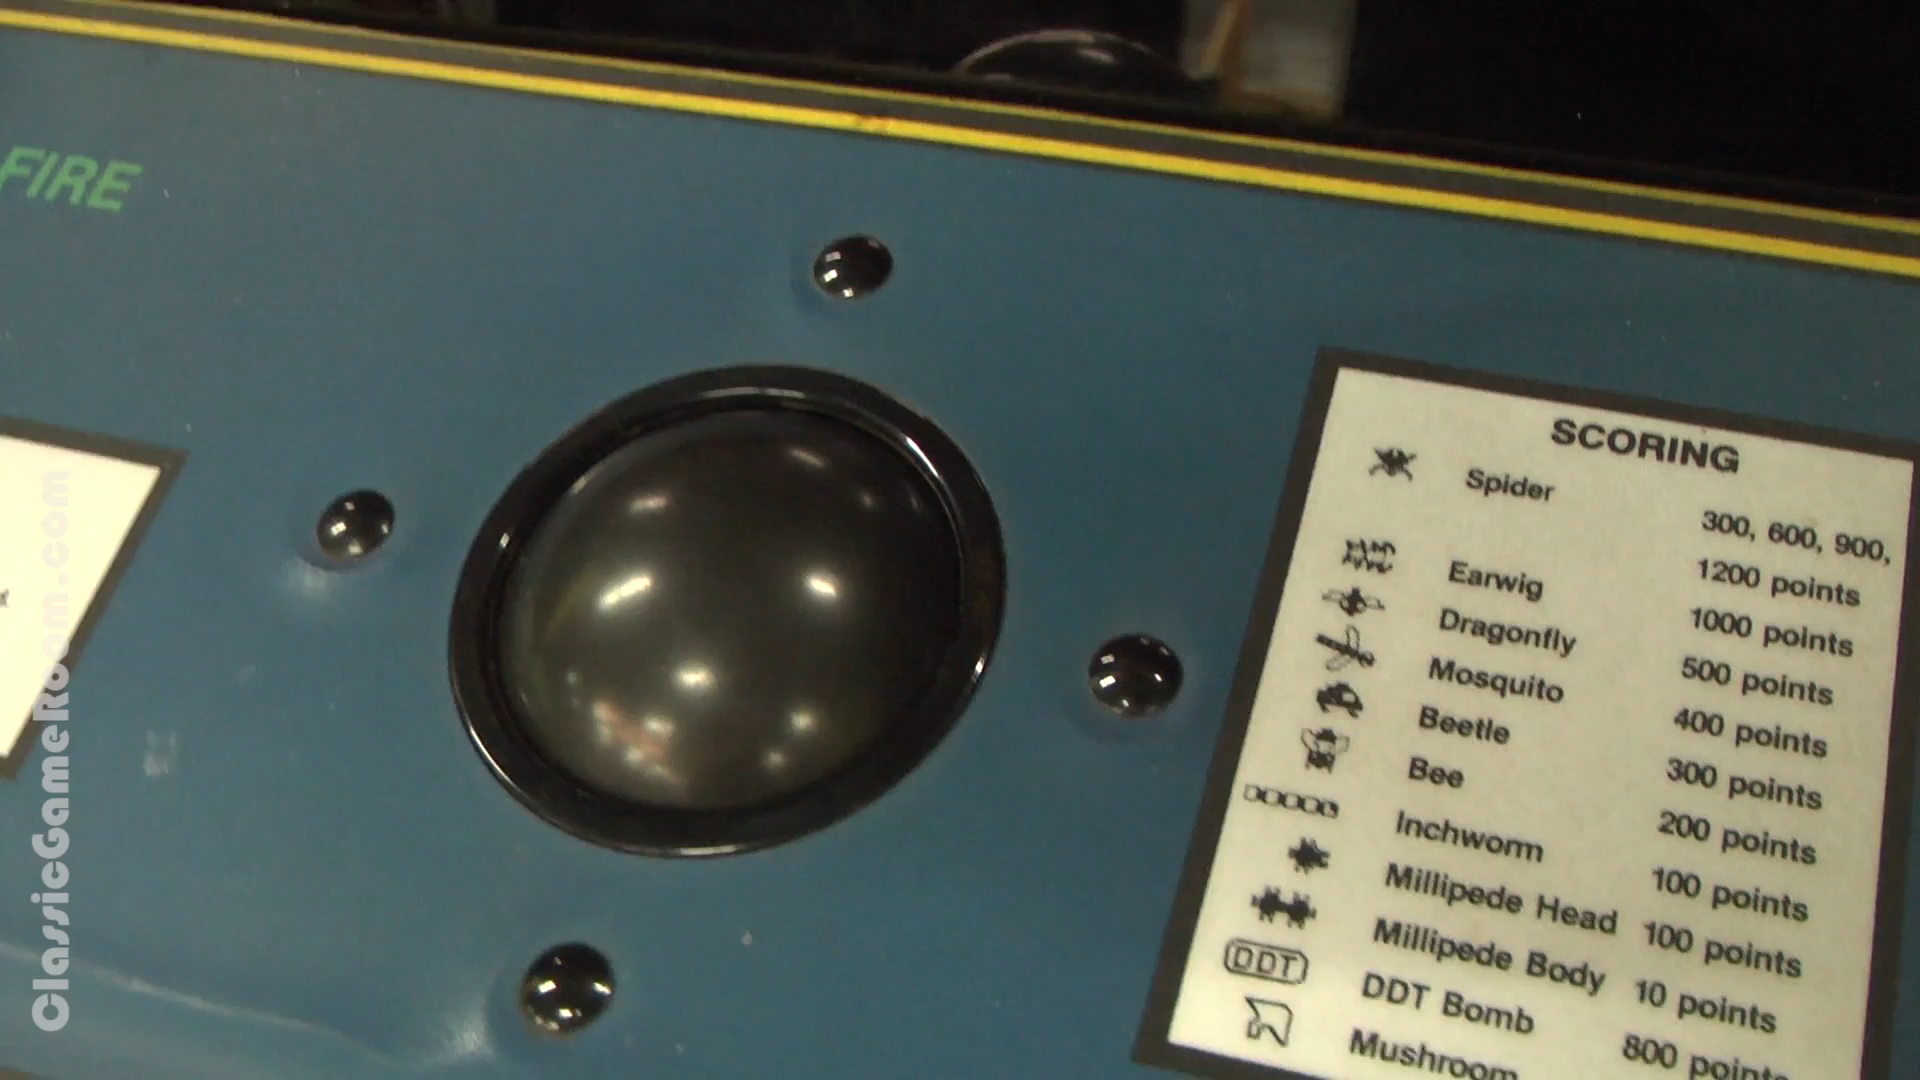 FIRE
SCORING
Spider 300, 600, 900,
1200 points
Earwig 1000 points
Dragonfly 500 points
Mosquito 400 points
Beetle 300 points
Bee 200 points
Inchworm 100 points
Millipede Head 100 points
Millipede Body 10 points
DDT DDT Bomb 800 points
Mushroom
ClassicGameRoom.com